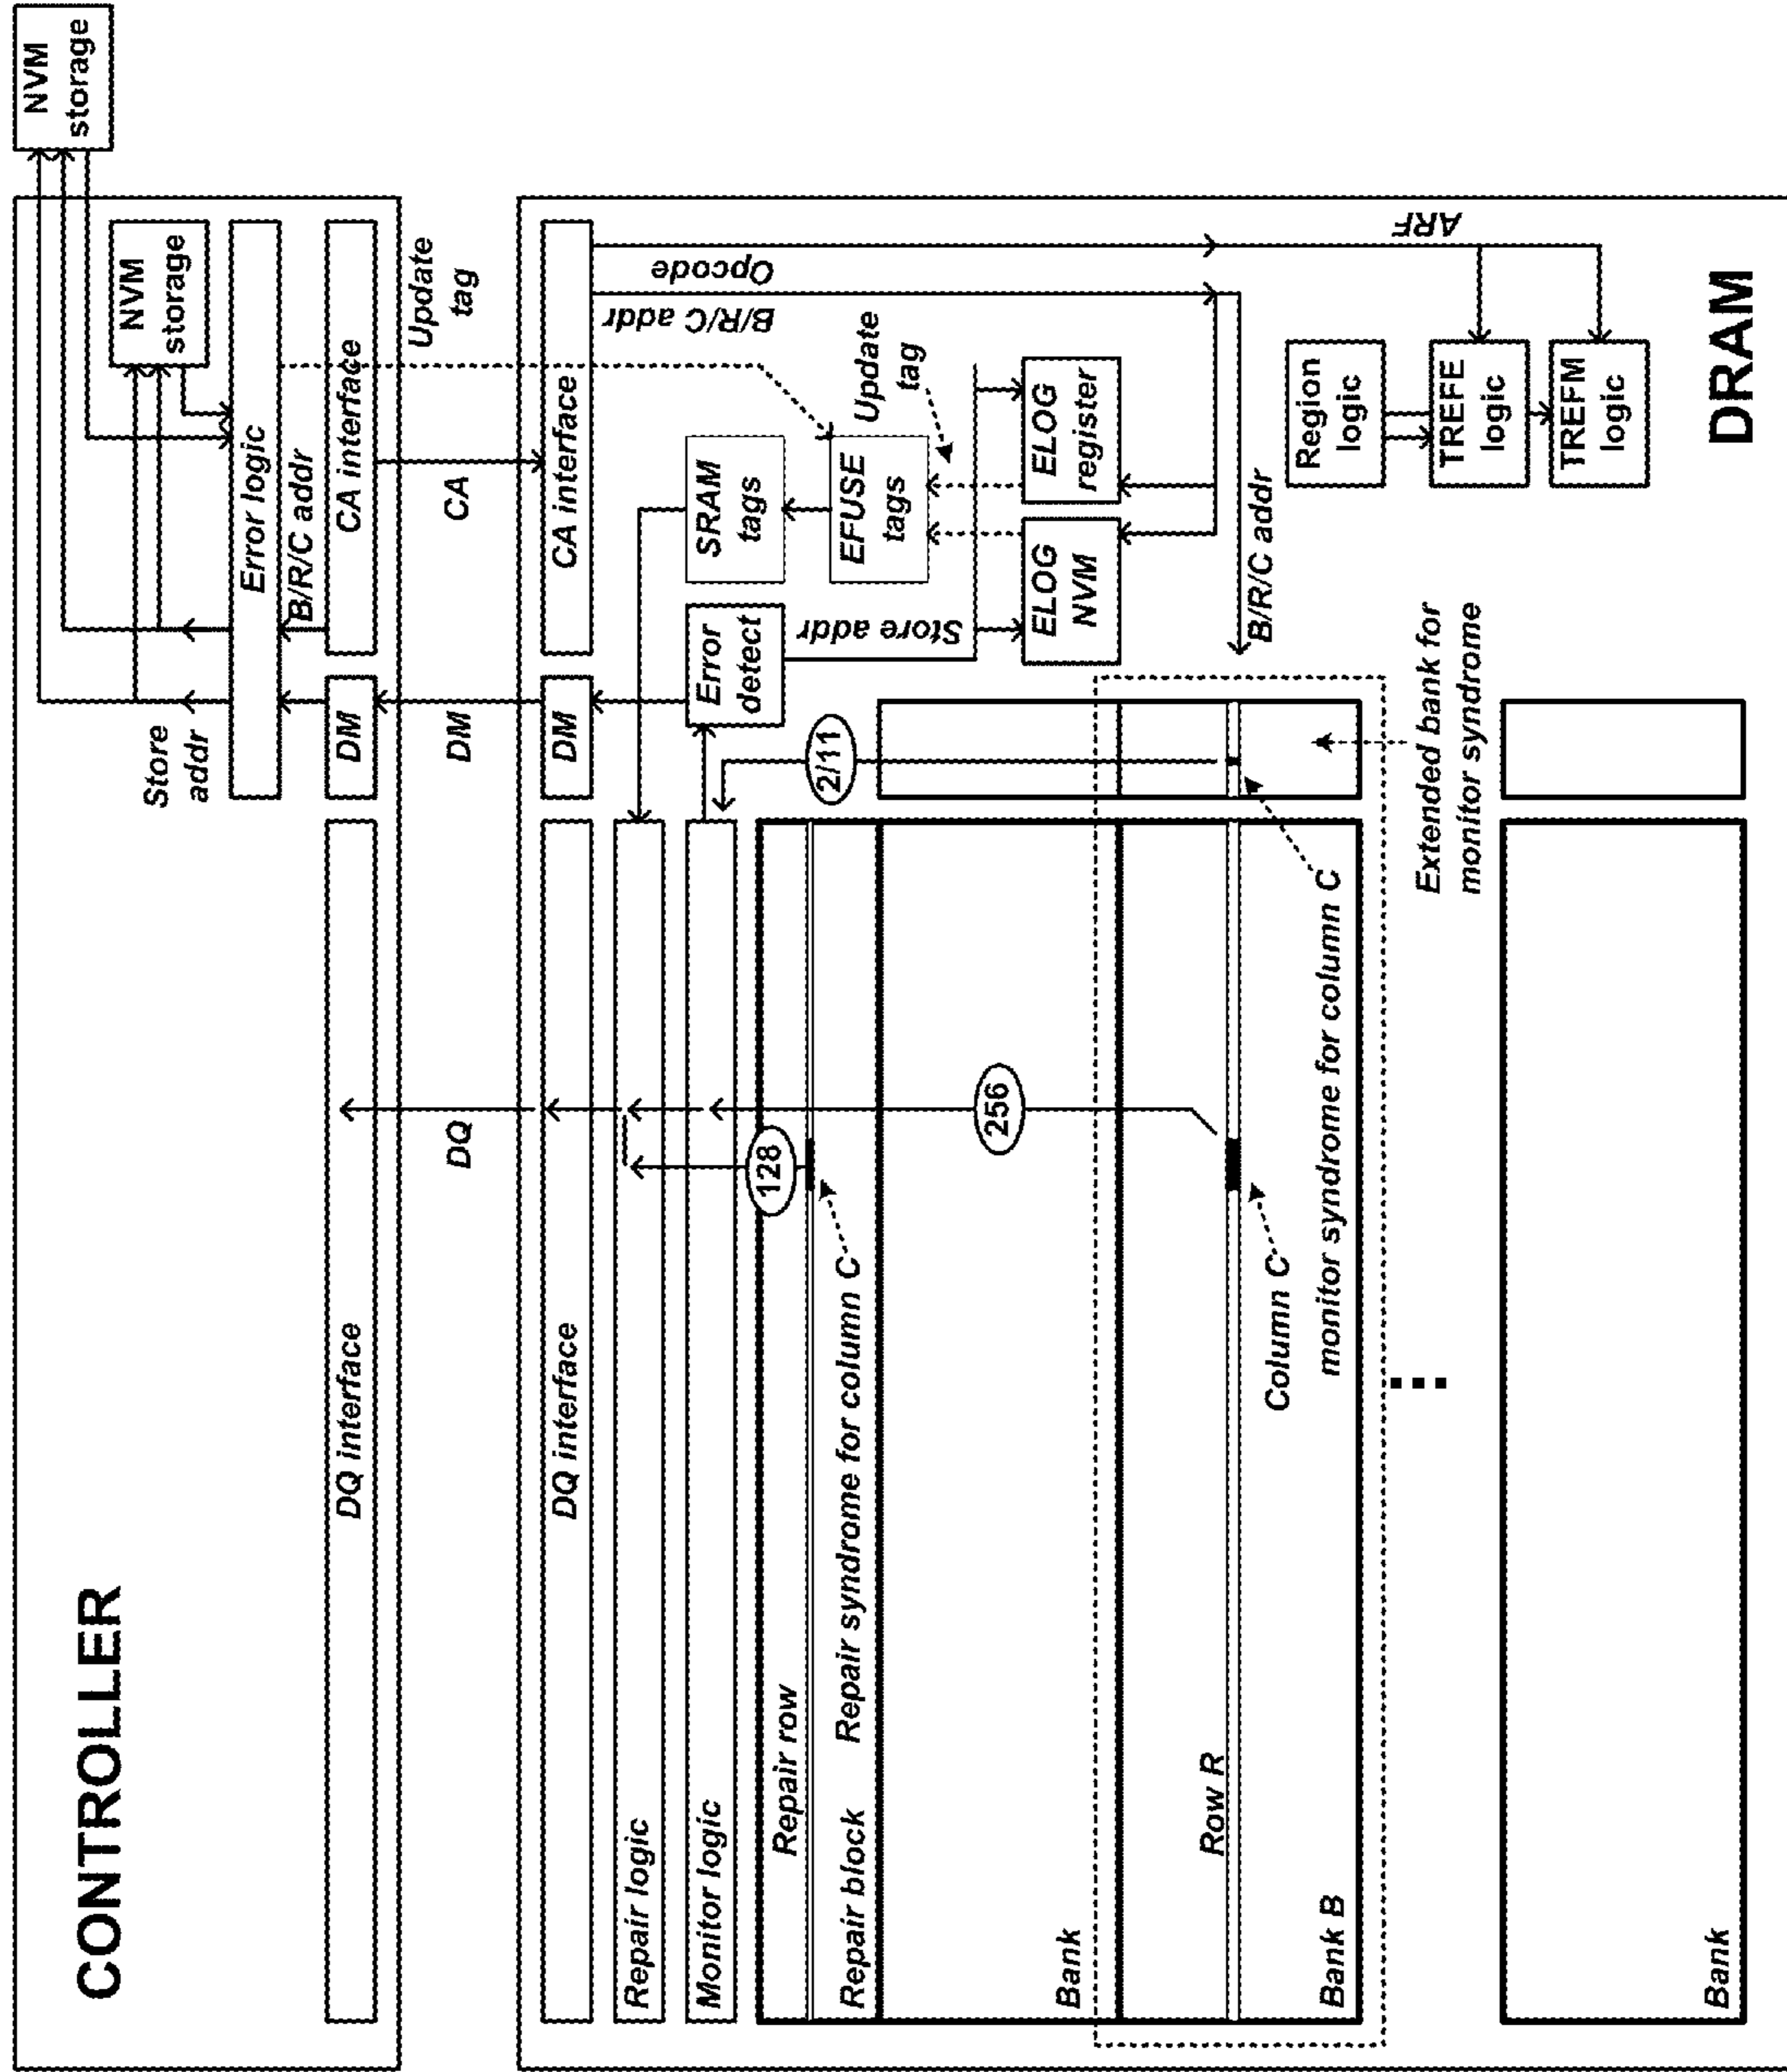 CONTROLLER
NVM
storage
NVM
storage
Store
addr
Error logic
B/R/C addr
DQ interface
DM
CA interface
Update
tag
DQ
DM
CA
DQ interface
DM
CA interface
Repair logic
Monitor logic
Error
detect
SRAM
tags
B/R/C addr
Opcode
Repair row
128
2/11
Store addr
EFUSE
tags
Update
tag
Repair block
Repair syndrome for column C
256
ELOG
NVM
ELOG
register
Bank
Row R
B/R/C addr
Column C
Bank B
monitor syndrome for column C
Region
logic
ARF
TREFE
logic
TREFM
logic
Extended bank for
monitor syndrome
...
Bank
DRAM